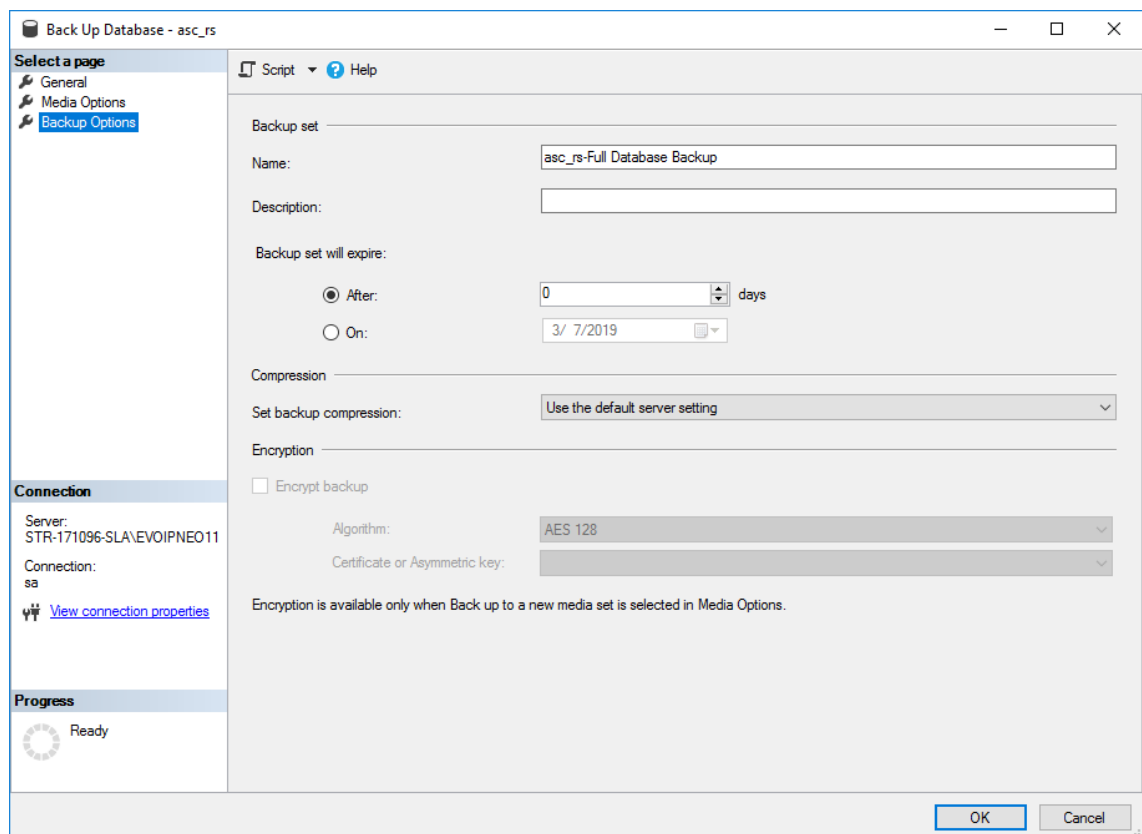 Back Up Database - asc_rs
Select a page
General
Media Options
Backup Options
Script
Help
Backup set
Name:
asc_rs-Full Database Backup
Description:
Backup set will expire:
After:
0
days
On:
3/ 7/2019
Compression
Set backup compression:
Use the default server setting
Encryption
Encrypt backup
Algorithm:
AES 128
Certificate or Asymmetric key:
Encryption is available only when Back up to a new media set is selected in Media Options.
Connection
Server:
STR-171096-SLA\EVOIPNEO11
Connection:
sa
View connection properties
Progress
Ready
OK
Cancel